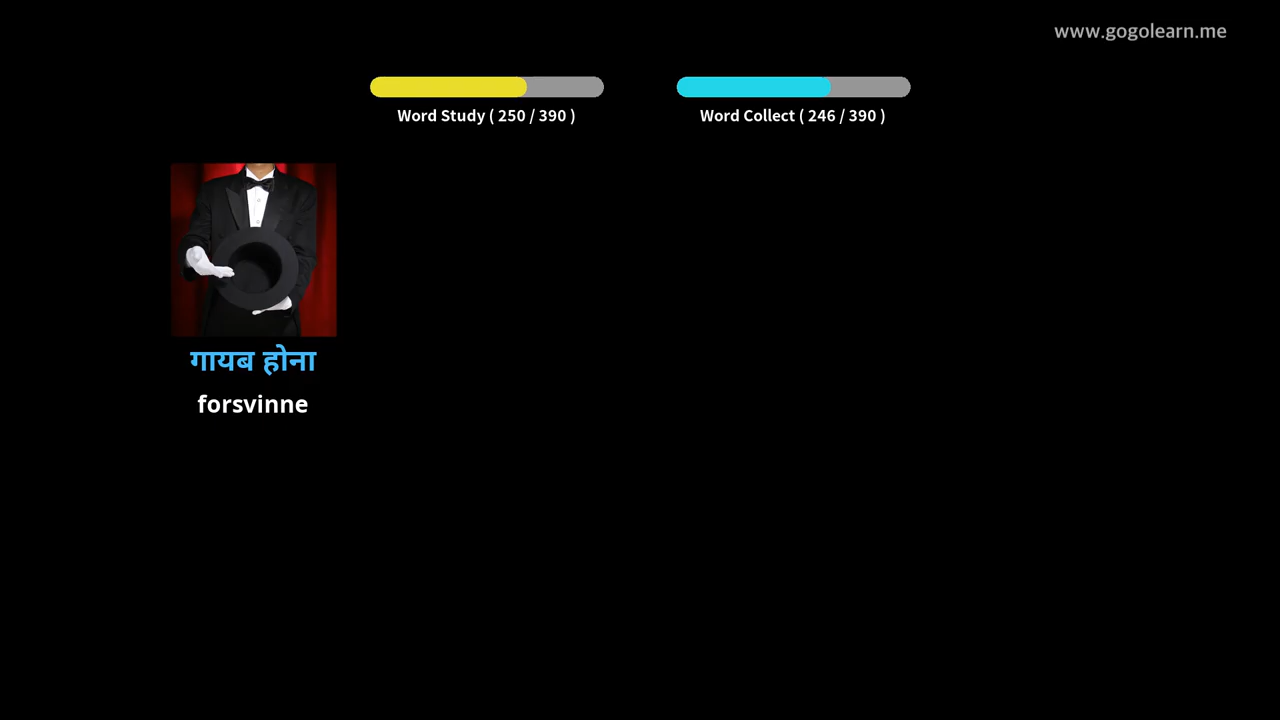 www.gogolearn.me
Word Study ( 250 / 390 )
Word Collect ( 246 / 390 )
गायब होना
forsvinne